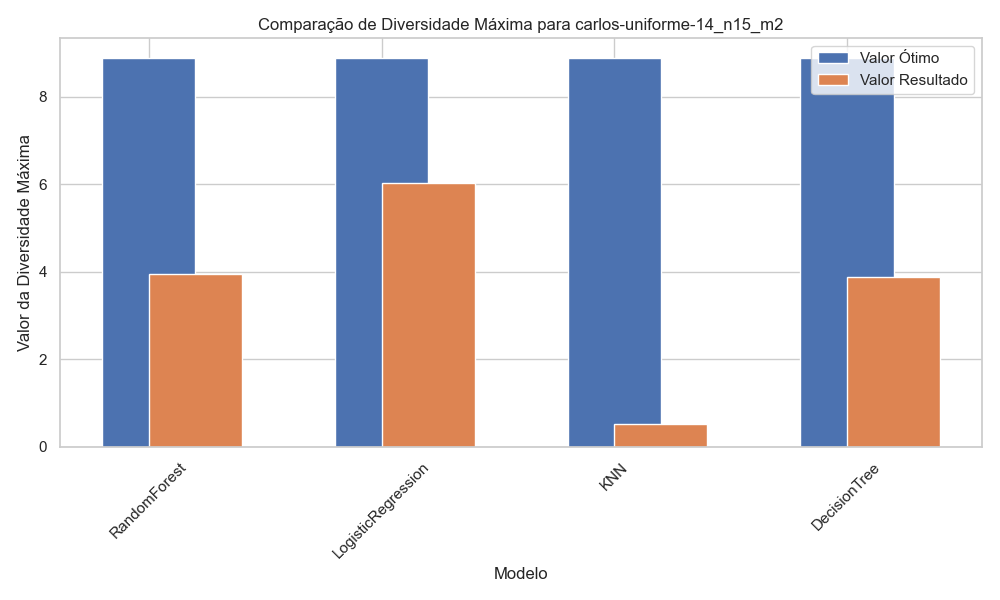 Comparação de Diversidade Máxima para carlos-uniforme-14_n15_m2
Valor Ótimo
Valor Resultado
Valor da Diversidade Máxima
8
6
4
2
0
RandomForest
LogisticRegression
KNN
DecisionTree
Modelo